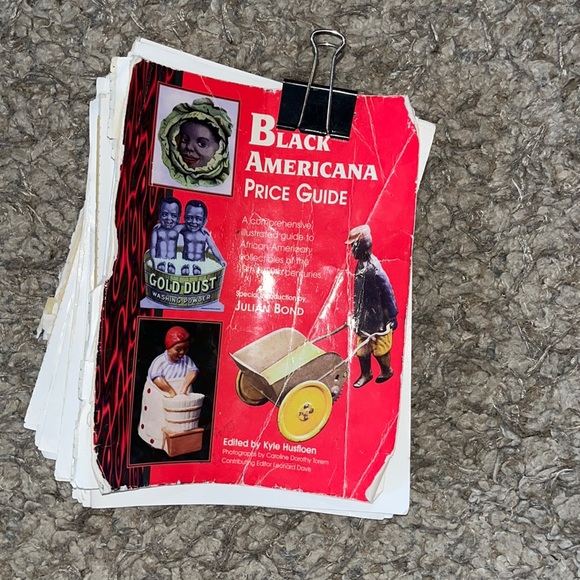 BLACK
AMERICANA
PRICE GUIDE
A comprehensive,
illustrated guide to
African-American
collectibles of the
centuries
Special introduction by
JULIAN BOND
GOLD DUST
WASHING POWDER
Edited by Kyle Husfloen
Photographs by Caroline Dorothy Torem
Contributing Editor Leonard Davis